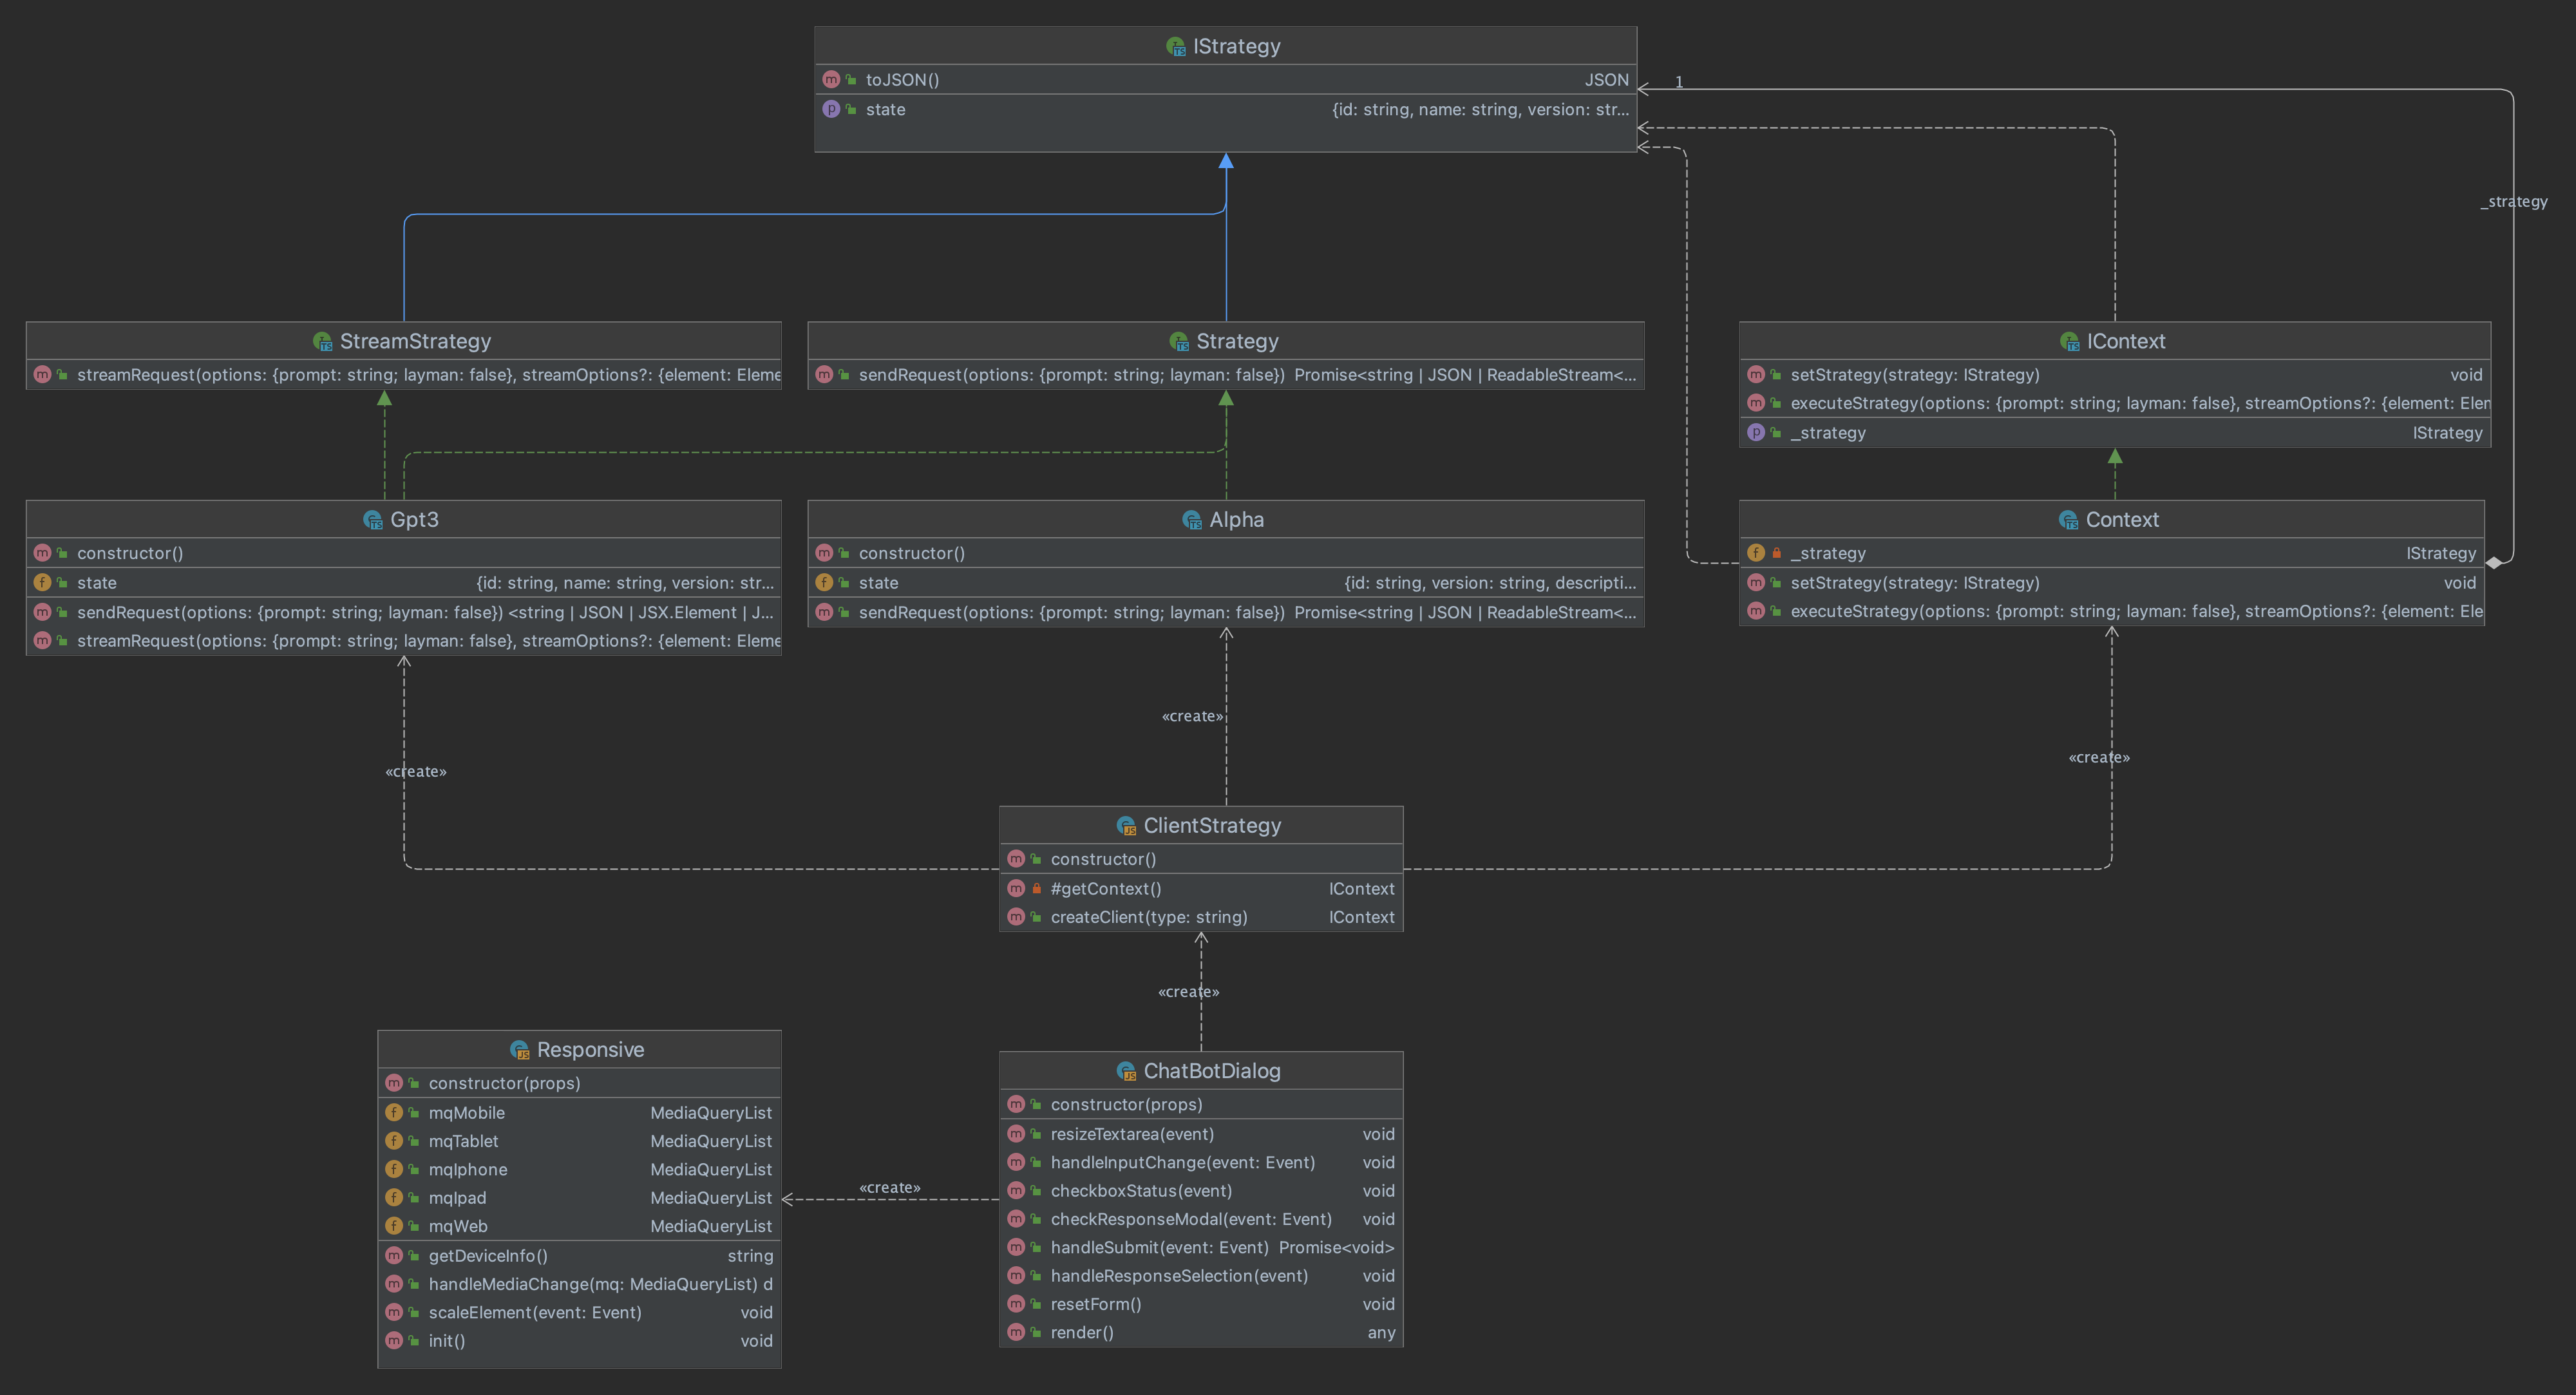 IStrategy
toJSON() JSON
state {id: string, name: string, version: str...
1
_strategy
StreamStrategy
streamRequest(options: {prompt: string; layman: false}, streamOptions?: {element: Eleme
Strategy
sendRequest(options: {prompt: string; layman: false}) Promise<string | JSON | ReadableStream<...
IContext
setStrategy(strategy: IStrategy) void
executeStrategy(options: {prompt: string; layman: false}, streamOptions?: {element: Elem
_strategy IStrategy
Gpt3
constructor()
state {id: string, name: string, version: str...
sendRequest(options: {prompt: string; layman: false}) <string | JSON | JSX.Element | J...
streamRequest(options: {prompt: string; layman: false}, streamOptions?: {element: Eleme
Alpha
constructor()
state {id: string, version: string, descripti...
sendRequest(options: {prompt: string; layman: false}) Promise<string | JSON | ReadableStream<...
Context
_strategy IStrategy
setStrategy(strategy: IStrategy) void
executeStrategy(options: {prompt: string; layman: false}, streamOptions?: {element: Ele
«create»
«create»
«create»
ClientStrategy
constructor()
#getContext() IContext
createClient(type: string) IContext
«create»
Responsive
constructor(props)
mqMobile MediaQueryList
mqTablet MediaQueryList
mqIphone MediaQueryList
mqIpad MediaQueryList
mqWeb MediaQueryList
getDeviceInfo() string
handleMediaChange(mq: MediaQueryList) d
scaleElement(event: Event) void
init() void
«create»
ChatBotDialog
constructor(props)
resizeTextarea(event) void
handleInputChange(event: Event) void
checkboxStatus(event) void
checkResponseModal(event: Event) void
handleSubmit(event: Event) Promise<void>
handleResponseSelection(event) void
resetForm() void
render() any